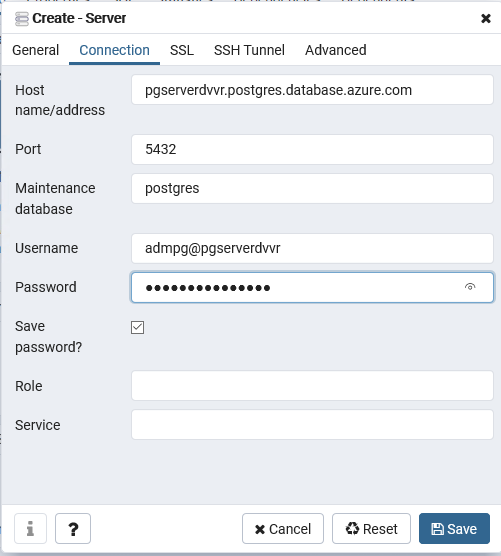 Create - Server
General Connection SSL SSH Tunnel Advanced
Host name/address pgserverdvvr.postgres.database.azure.com
Port 5432
Maintenance database postgres
Username admpg@pgserverdvvr
Password •••••••••••••••
Save password?
Role
Service
i ? Cancel Reset Save